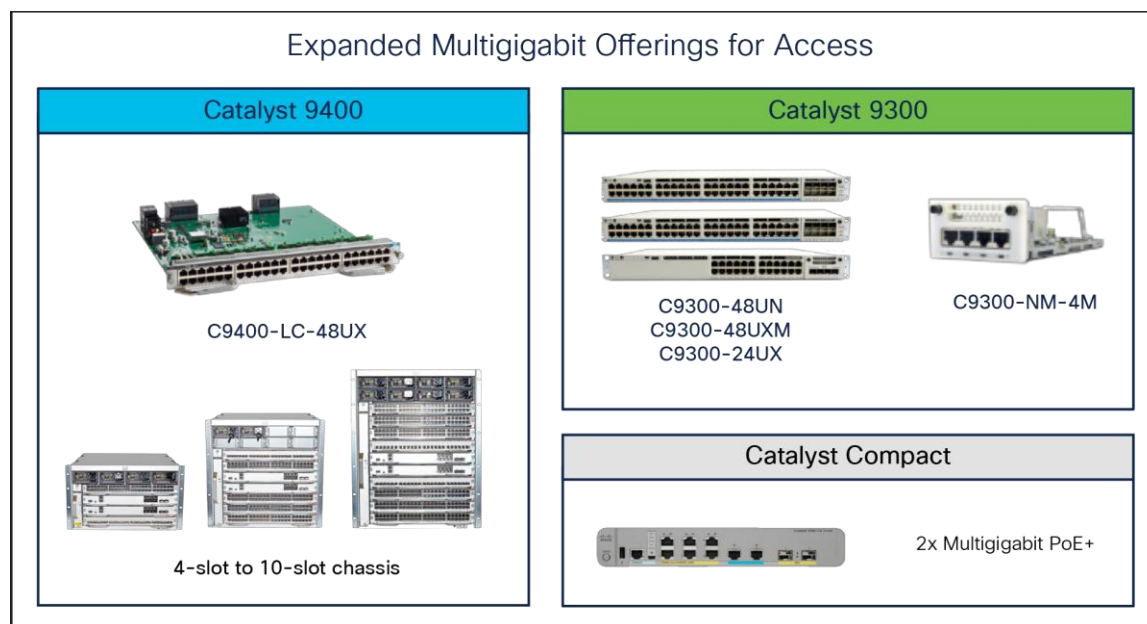 Expanded Multigigabit Offerings for Access
Catalyst 9400
C9400-LC-48UX
4-slot to 10-slot chassis
Catalyst 9300
C9300-48UN
C9300-48UXM
C9300-24UX
C9300-NM-4M
Catalyst Compact
2x Multigigabit PoE+